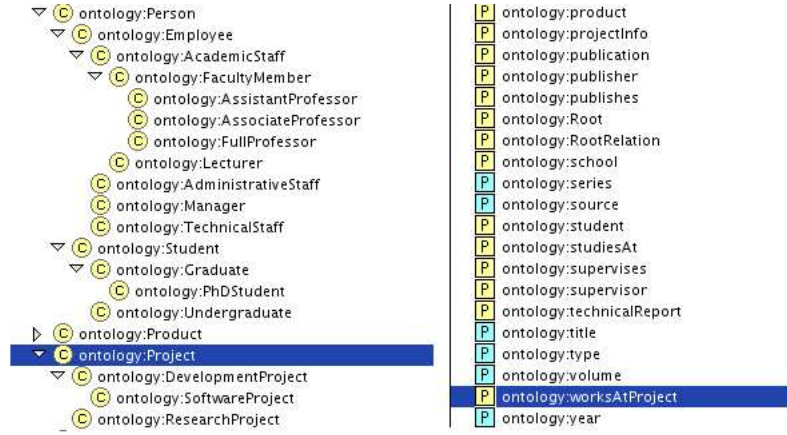 C ontology:Person
C ontology:Employee
C ontology:AcademicStaff
C ontology:FacultyMember
C ontology:AssistantProfessor
C ontology:AssociateProfessor
C ontology:FullProfessor
C ontology:Lecturer
C ontology:AdministrativeStaff
C ontology:Manager
C ontology:TechnicalStaff
C ontology:Student
C ontology:Graduate
C ontology:PhDStudent
C ontology:Undergraduate
C ontology:Product
C ontology:Project
C ontology:DevelopmentProject
C ontology:SoftwareProject
C ontology:ResearchProject
P ontology:product
P ontology:projectInfo
P ontology:publication
P ontology:publisher
P ontology:publishes
P ontology:Root
P ontology:RootRelation
P ontology:school
P ontology:series
P ontology:source
P ontology:student
P ontology:studiesAt
P ontology:supervises
P ontology:supervisor
P ontology:technicalReport
P ontology:title
P ontology:type
P ontology:volume
P ontology:worksAtProject
P ontology:year